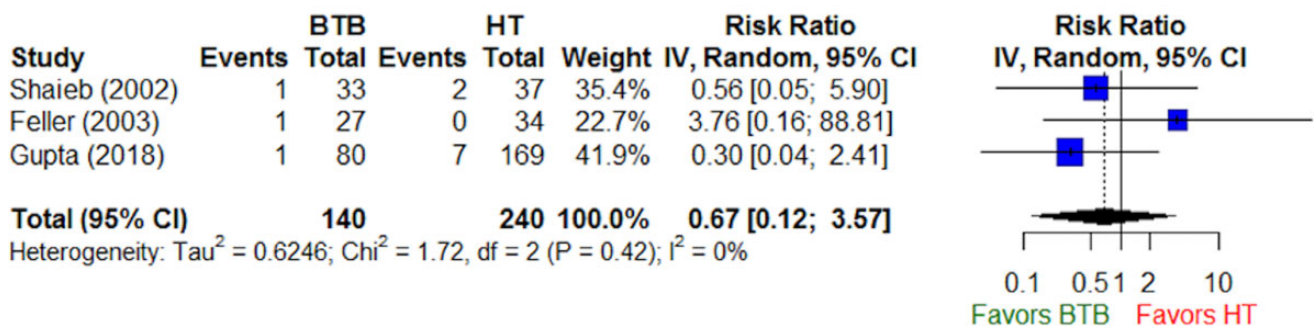 BTB HT Risk Ratio Risk Ratio
Study Events Total Events Total Weight IV, Random, 95% CI IV, Random, 95% CI
Shaieb (2002) 1 33 2 37 35.4% 0.56 [0.05; 5.90]
Feller (2003) 1 27 0 34 22.7% 3.76 [0.16; 88.81]
Gupta (2018) 1 80 7 169 41.9% 0.30 [0.04; 2.41]
Total (95% CI) 140 240 100.0% 0.67 [0.12; 3.57]
Heterogeneity: Tau² = 0.6246; Chi² = 1.72, df = 2 (P = 0.42); I² = 0%
0.1 0.5 1 2 10
Favors BTB Favors HT